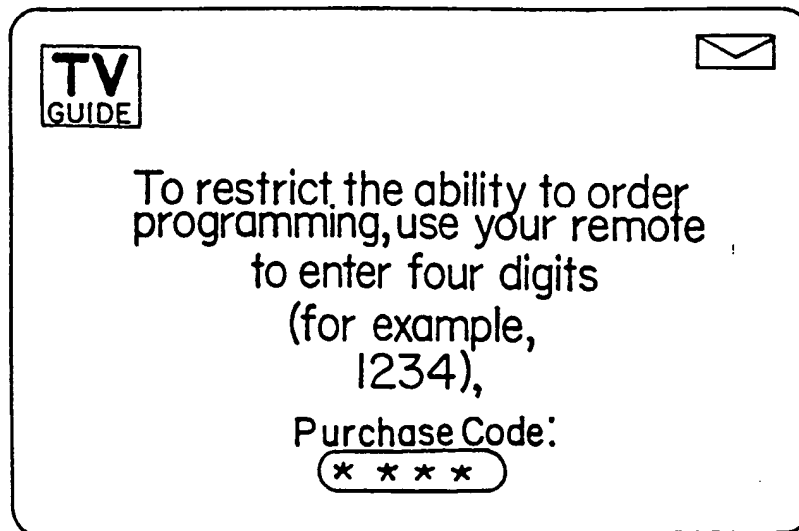 TV
GUIDE
To restrict the ability to order
programming, use your remote
to enter four digits
(for example,
1234),
Purchase Code:
* * * *